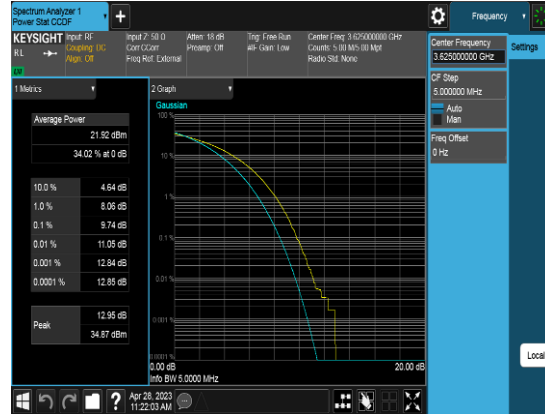 Spectrum Analyzer 1
Power Stat CCDF
Frequency
KEYSIGHT
Input: RF
Input Z: 50 Ω
Atten: 18 dB
Trig: Free Run
Center Freq: 3.625000000 GHz
RL
Coupling: DC
Corr CCorr
Preamp: Off
#IF Gain: Low
Counts: 5.00 M/5.00 Mpt
Align: Off
Freq Ref: External
Radio Std: None
Center Frequency
3.625000000 GHz
Settings
CF Step
5.000000 MHz
Auto
Man
Freq Offset
0 Hz
1 Metrics
2 Graph
Average Power
21.92 dBm
34.02 % at 0 dB
10.0 % 4.64 dB
1.0 % 8.06 dB
0.1 % 9.74 dB
0.01 % 11.05 dB
0.001 % 12.84 dB
0.0001 % 12.85 dB
Peak
12.95 dB
34.87 dBm
Gaussian
100 %
10 %
1 %
0.1 %
0.01 %
0.001 %
0.0001 %
0.00 dB
20.00 dB
Info BW 5.0000 MHz
Local
?
Apr 28, 2023
11:22:03 AM